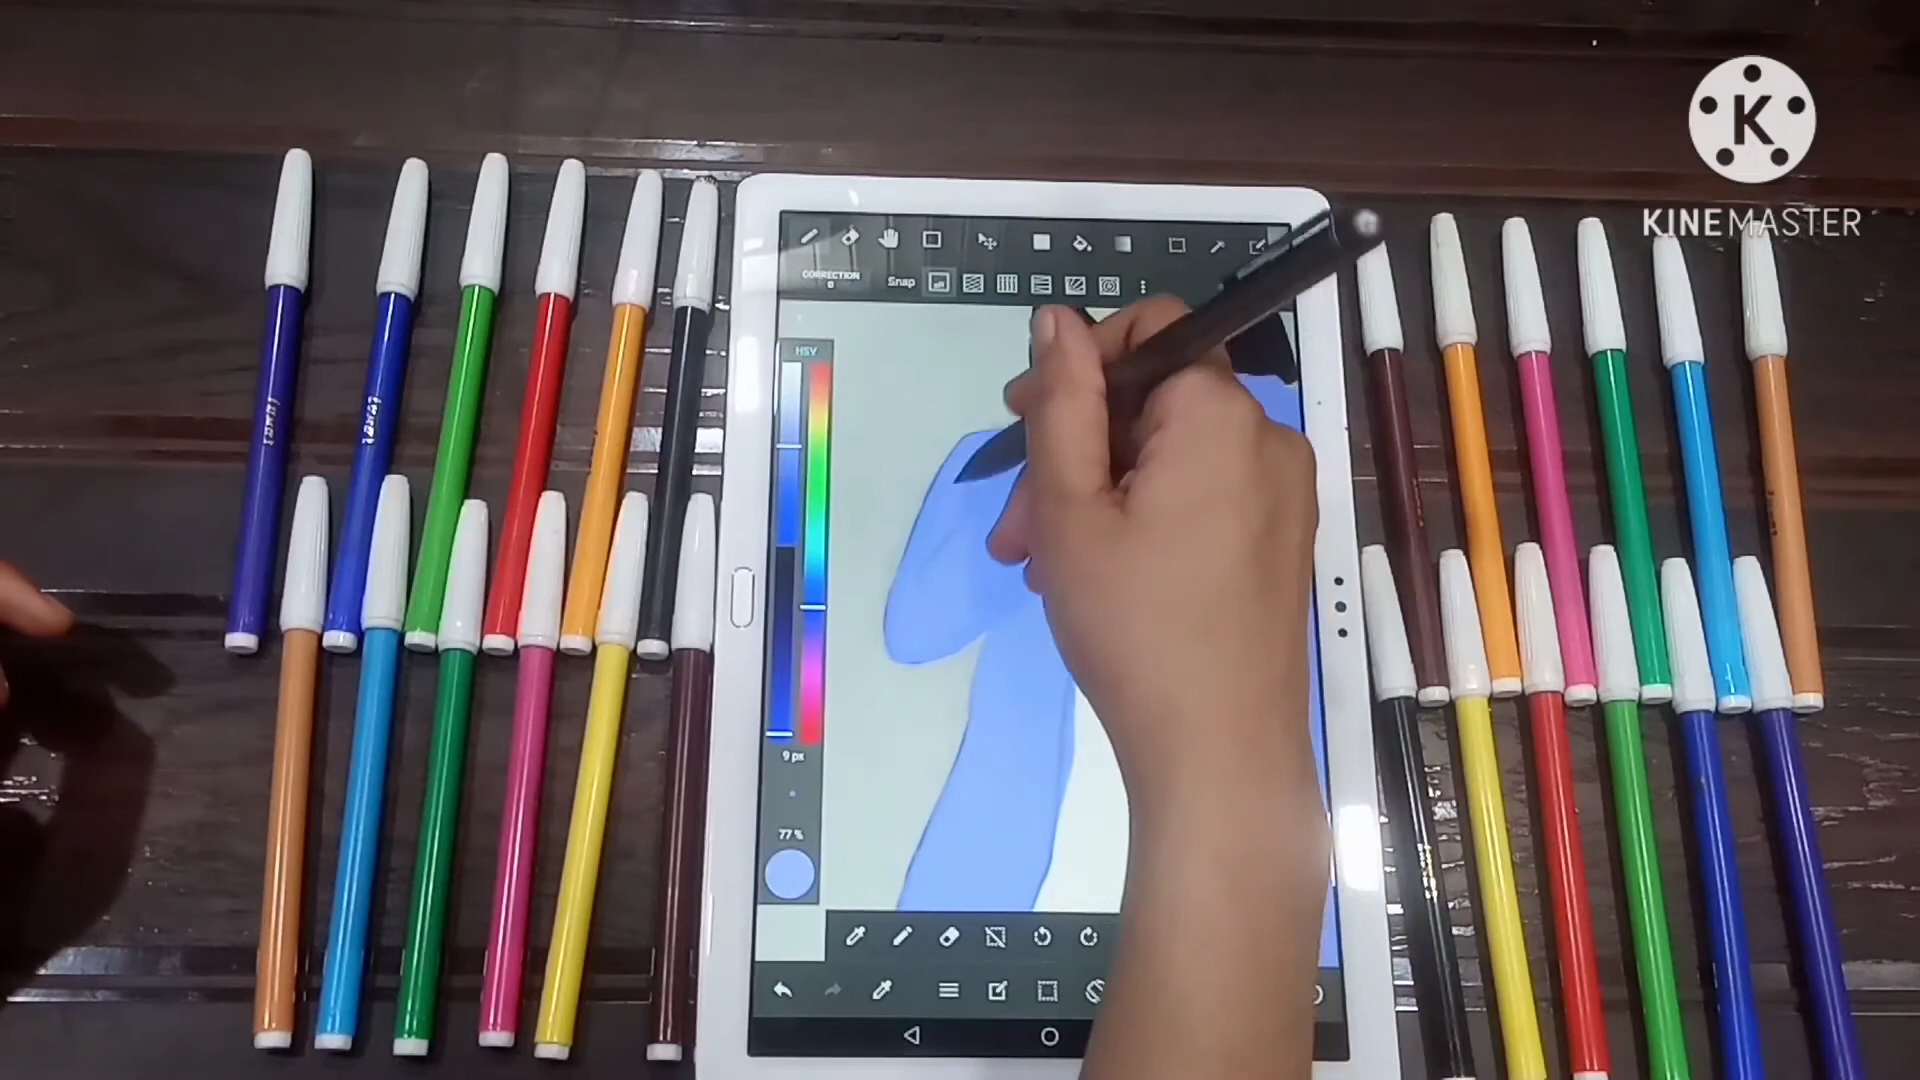 K
KINEMASTER
CORRECTION
0
Snap
HSV
9 px
77 %